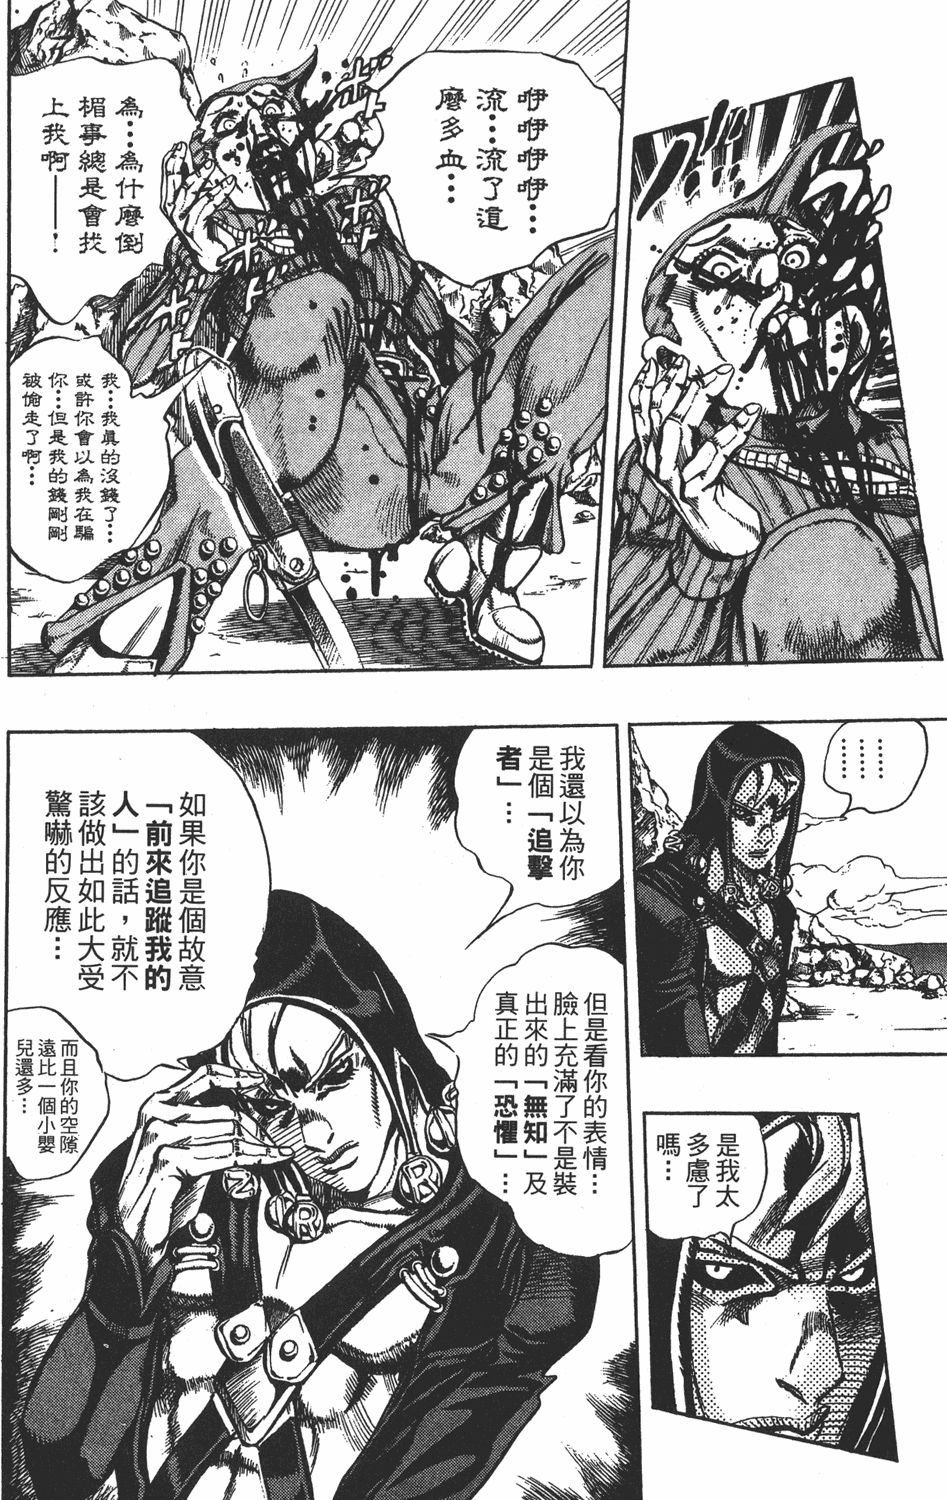 咿咿咿咿…
流…流了這
麼多血…
為…為什麼倒
楣事總是會找
上我啊——！
我…我真的沒錢了…
或許你會以為我在騙
你…但是我的錢剛剛
被偷走了啊…
………
我還以為你
是個「追擊
者」…
但是看你的表情…
臉上充滿了不是裝
出來的「無知」及
真正的「恐懼」…
如果你是個故意
「前來追蹤我的
人」的話，就不
該做出如此大受
驚嚇的反應…
而且你的空隙
遠比一個小嬰
兒還多…
是我太
多慮了
嗎…